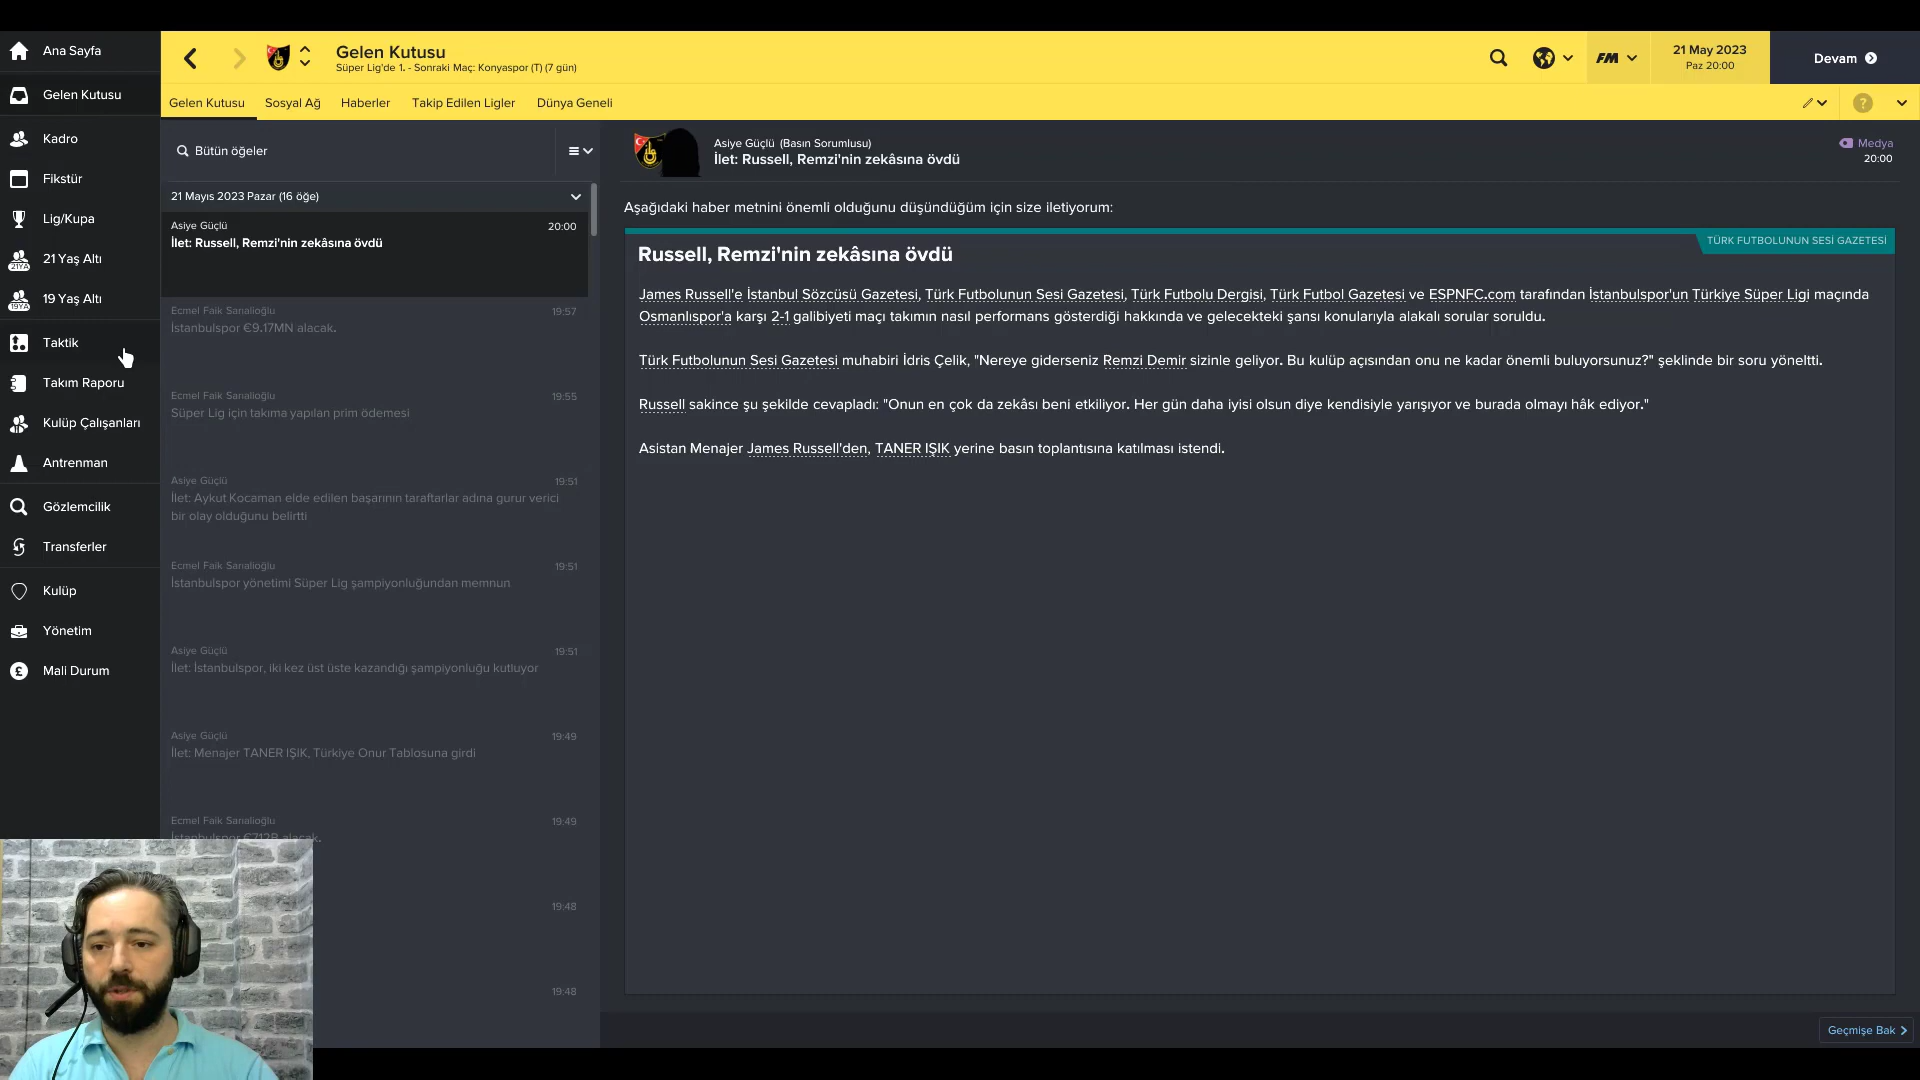 Ana Sayfa
Gelen Kutusu
Kadro
Fikstür
Lig/Kupa
21YA
21 Yaş Altı
19YA
19 Yaş Altı
Taktik
Takım Raporu
Kulüp Çalışanları
Antrenman
Gözlemcilik
Transferler
Kulüp
Yönetim
Mali Durum
Gelen Kutusu
Süper Lig'de 1. - Sonraki Maç: Konyaspor (T) (7 gün)
FM
21 May 2023
Paz 20:00
Devam
Gelen Kutusu Sosyal Ağ Haberler Takip Edilen Ligler Dünya Geneli
?
Bütün öğeler
21 Mayıs 2023 Pazar (16 öğe)
Asiye Güçlü 20:00
İlet: Russell, Remzi'nin zekâsına övdü
Ecmel Faik Sarıalioğlu 19:57
İstanbulspor €9.17MN alacak.
Ecmel Faik Sarıalioğlu 19:55
Süper Lig için takıma yapılan prim ödemesi
Asiye Güçlü 19:51
İlet: Aykut Kocaman elde edilen başarının taraftarlar adına gurur verici
bir olay olduğunu belirtti
Ecmel Faik Sarıalioğlu 19:51
İstanbulspor yönetimi Süper Lig şampiyonluğundan memnun
Asiye Güçlü 19:51
İlet: İstanbulspor, iki kez üst üste kazandığı şampiyonluğu kutluyor
Asiye Güçlü 19:49
İlet: Menajer TANER IŞIK, Türkiye Onur Tablosuna girdi
Ecmel Faik Sarıalioğlu 19:49
İstanbulspor €712B alacak.
19:48
19:48
Asiye Güçlü (Basın Sorumlusu)
İlet: Russell, Remzi'nin zekâsına övdü
Medya
20:00
Aşağıdaki haber metnini önemli olduğunu düşündüğüm için size iletiyorum:
TÜRK FUTBOLUNUN SESİ GAZETESİ
Russell, Remzi'nin zekâsına övdü
James Russell'e İstanbul Sözcüsü Gazetesi, Türk Futbolunun Sesi Gazetesi, Türk Futbolu Dergisi, Türk Futbol Gazetesi ve ESPNFC.com tarafından İstanbulspor'un Türkiye Süper Ligi maçında
Osmanlıspor'a karşı 2-1 galibiyeti maçı takımın nasıl performans gösterdiği hakkında ve gelecekteki şansı konularıyla alakalı sorular soruldu.
Türk Futbolunun Sesi Gazetesi muhabiri İdris Çelik, "Nereye giderseniz Remzi Demir sizinle geliyor. Bu kulüp açısından onu ne kadar önemli buluyorsunuz?" şeklinde bir soru yöneltti.
Russell sakince şu şekilde cevapladı: "Onun en çok da zekâsı beni etkiliyor. Her gün daha iyisi olsun diye kendisiyle yarışıyor ve burada olmayı hâk ediyor."
Asistan Menajer James Russell'den, TANER IŞIK yerine basın toplantısına katılması istendi.
Geçmişe Bak